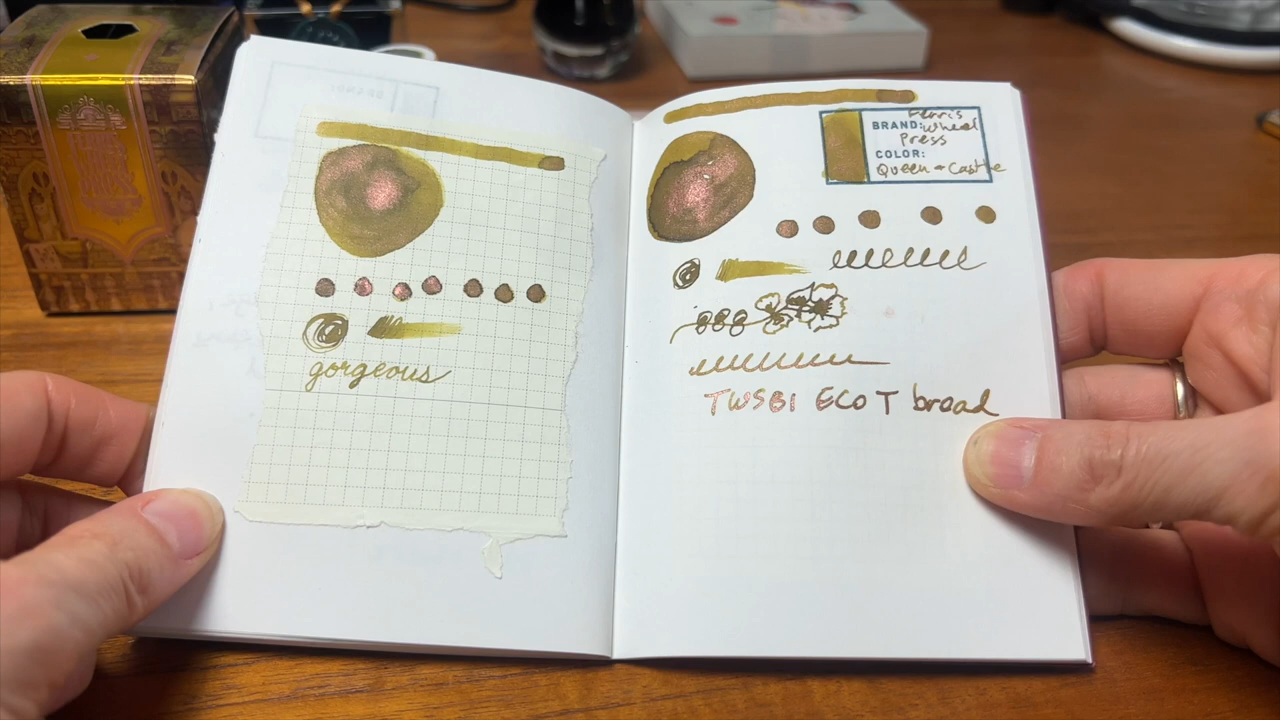 gorgeous
Ferris
BRAND: Wheel
Press
COLOR:
Queen & Castle
TWSBI ECO T broad